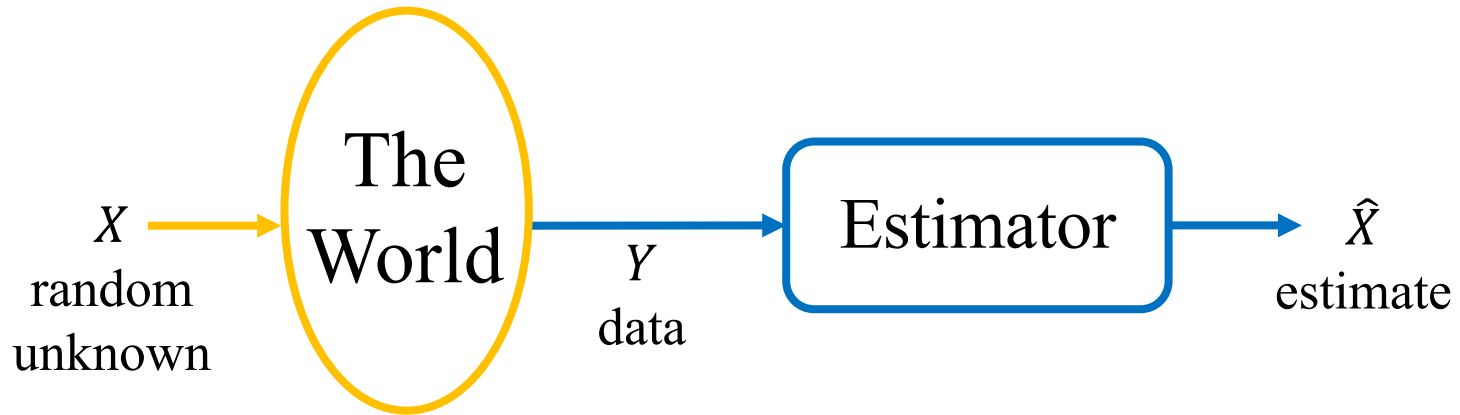 X
random
unknown
The
World
Y
data
Estimator
X̂
estimate